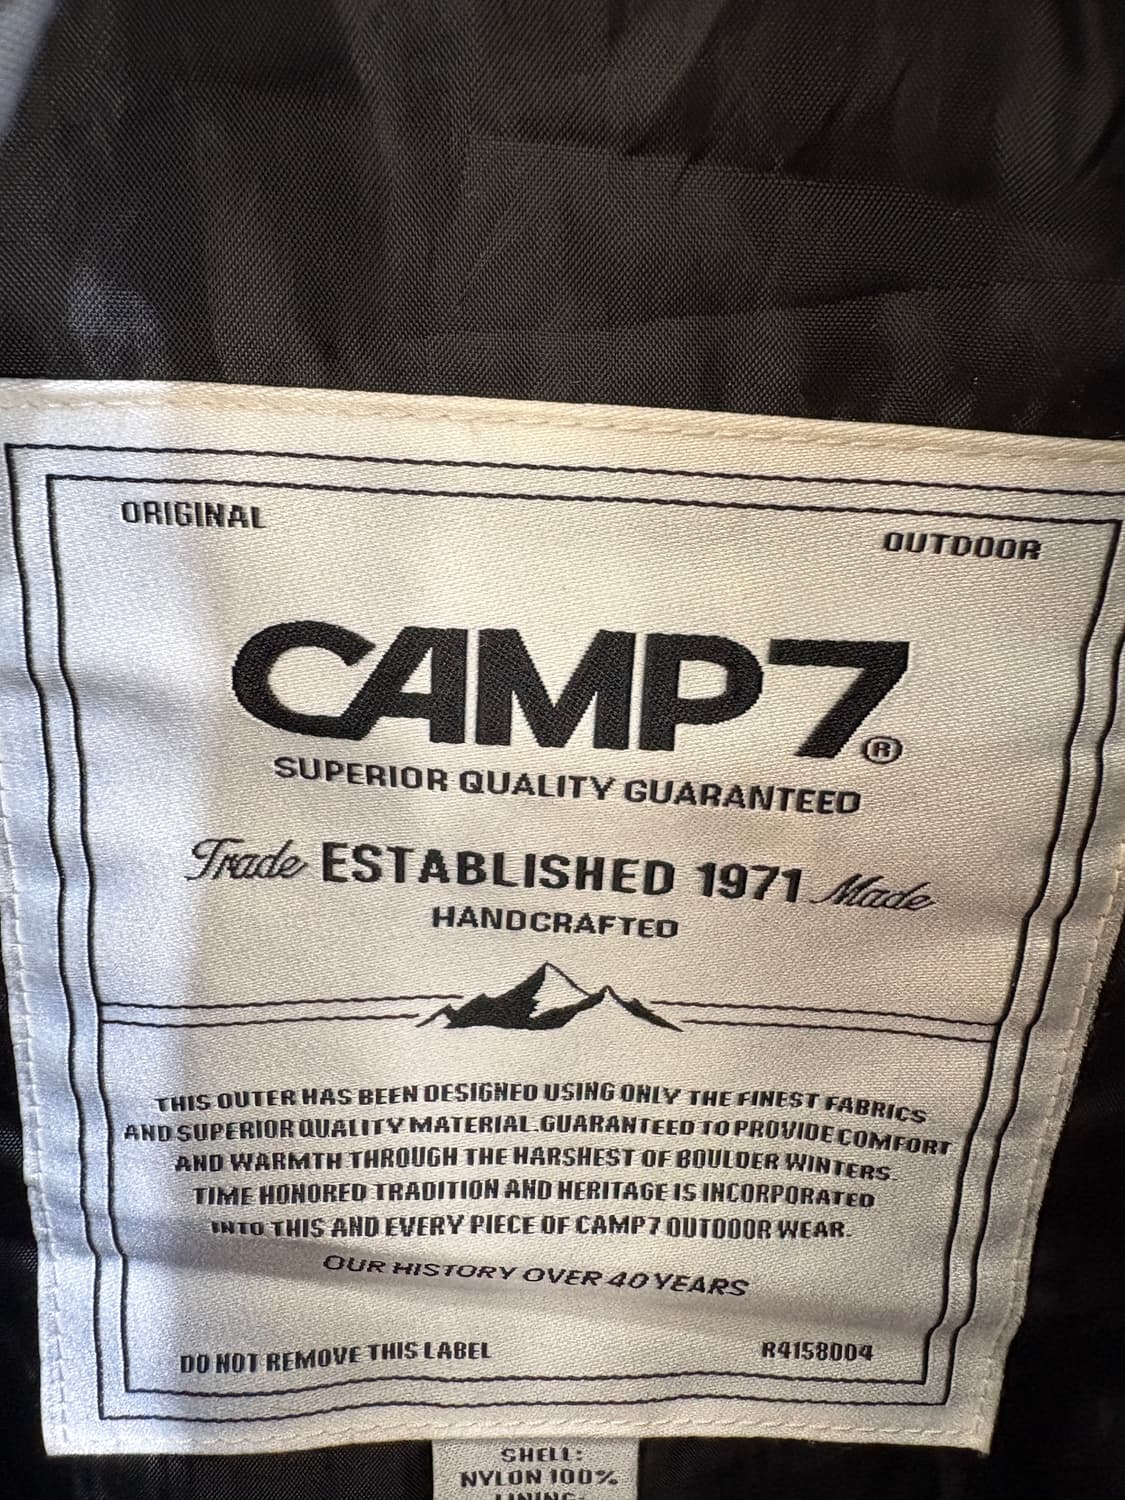 ORIGINAL
OUTDOOR
CAMP7®
SUPERIOR QUALITY GUARANTEED
Trade ESTABLISHED 1971 Made
HANDCRAFTED
THIS OUTER HAS BEEN DESIGNED USING ONLY THE FINEST FABRICS
AND SUPERIOR QUALITY MATERIAL.GUARANTEED TO PROVIDE COMFORT
AND WARMTH THROUGH THE HARSHEST OF BOULDER WINTERS.
TIME HONORED TRADITION AND HERITAGE IS INCORPORATED
INTO THIS AND EVERY PIECE OF CAMP7 OUTDOOR WEAR.
OUR HISTORY OVER 40 YEARS
DO NOT REMOVE THIS LABEL
R4158004
SHELL:
NYLON 100%
LINING: